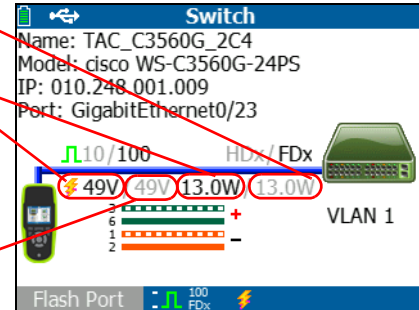 Switch
Name: TAC_C3560G_2C4
Model: cisco WS-C3560G-24PS
IP: 010.248.001.009
Port: GigabitEthernet0/23
10/100 HDx/FDx
49V/49V/13.0W/13.0W
3
6 +
1
2 –
VLAN 1
Flash Port 100 FDx